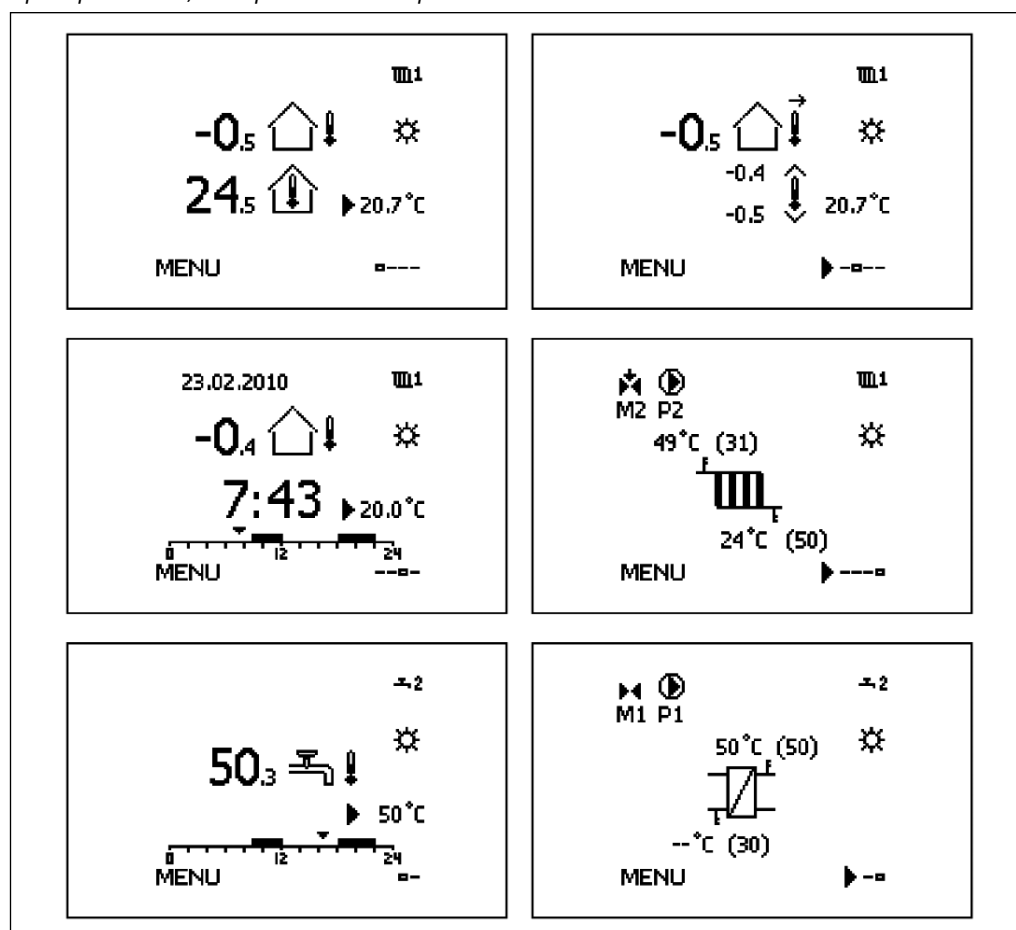 1
-0.5
24.5
20.7°C
MENU
1
-0.5
-0.4
-0.5 20.7°C
MENU
23.02.2010 1
-0.4
7:43 20.0°C
0 12 24
MENU
1
M2 P2
49°C (31)
24°C (50)
MENU
2
50.3
50°C
0 12 24
MENU
2
M1 P1
50°C (50)
--°C (30)
MENU